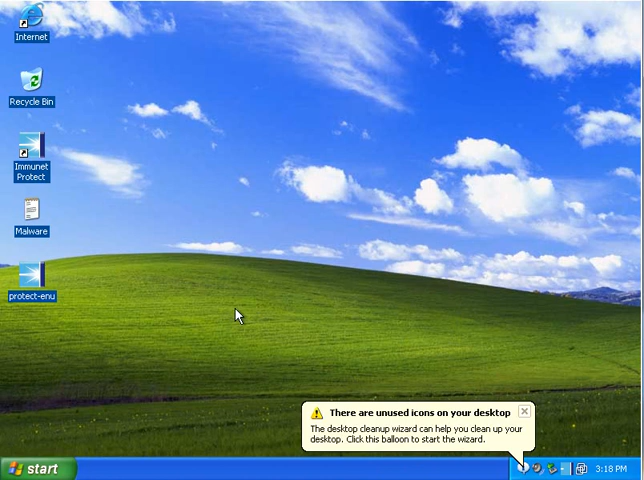 Internet
Recycle Bin
Immunet
Protect
Malware
protect-enu
There are unused icons on your desktop
The desktop cleanup wizard can help you clean up your
desktop. Click this balloon to start the wizard.
start
3:18 PM